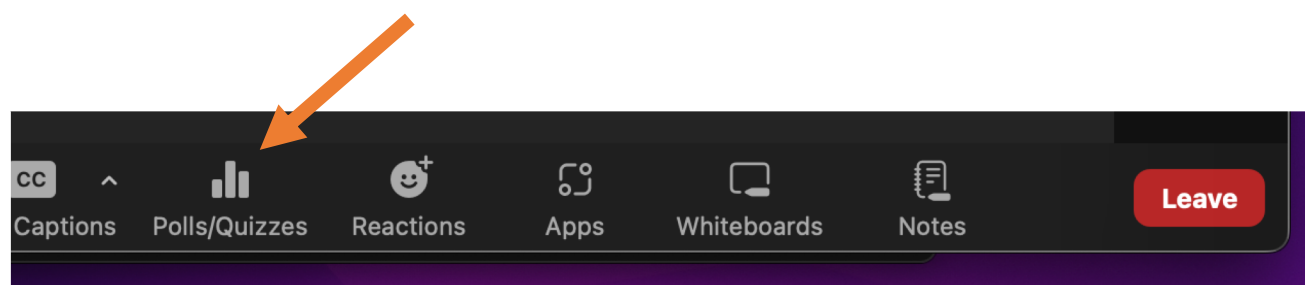 CC
Captions
Polls/Quizzes
Reactions
Apps
Whiteboards
Notes
Leave